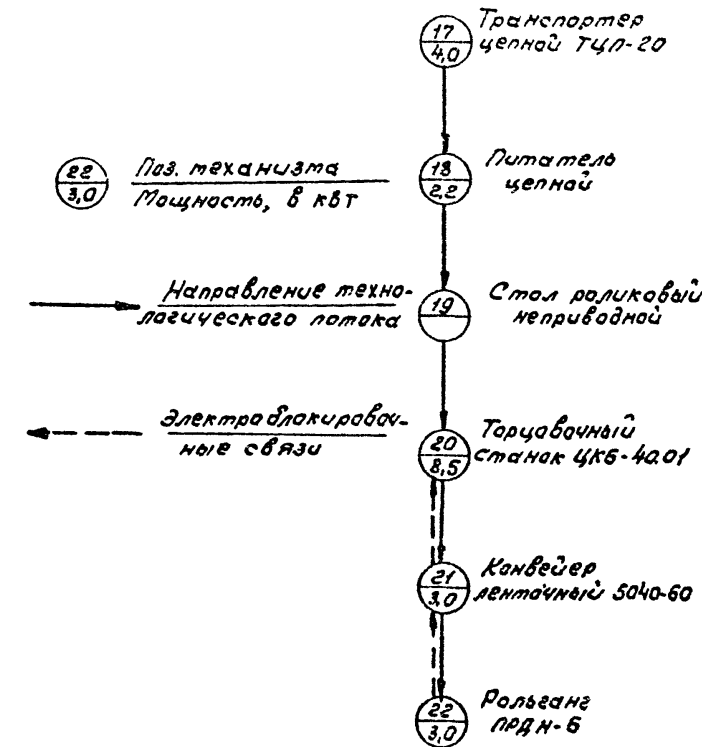 17
4,0
Транспортер
цепной ТЦП-20
22
3,0
Поз. механизма
Мощность, в квт
18
2,2
Питатель
цепной
Направление техно-
логического потока
19
Стол роликовый
неприводной
Электроблокировоч-
ные связи
20
8,5
Торцовочный
станок ЦКБ-40.01
21
3,0
Конвейер
ленточный 5040-60
22
3,0
Рольганг
ПРДН-6